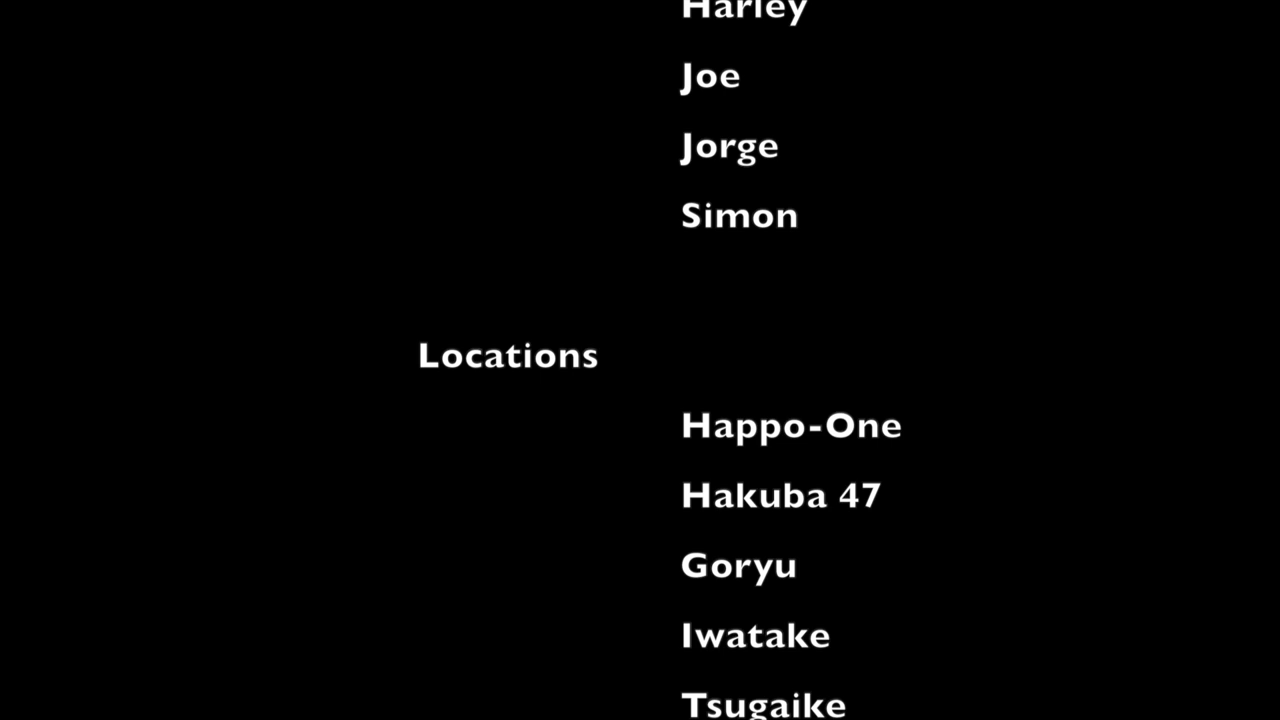 Harley
Joe
Jorge
Simon
Locations
Happo-One
Hakuba 47
Goryu
Iwatake
Tsugaike